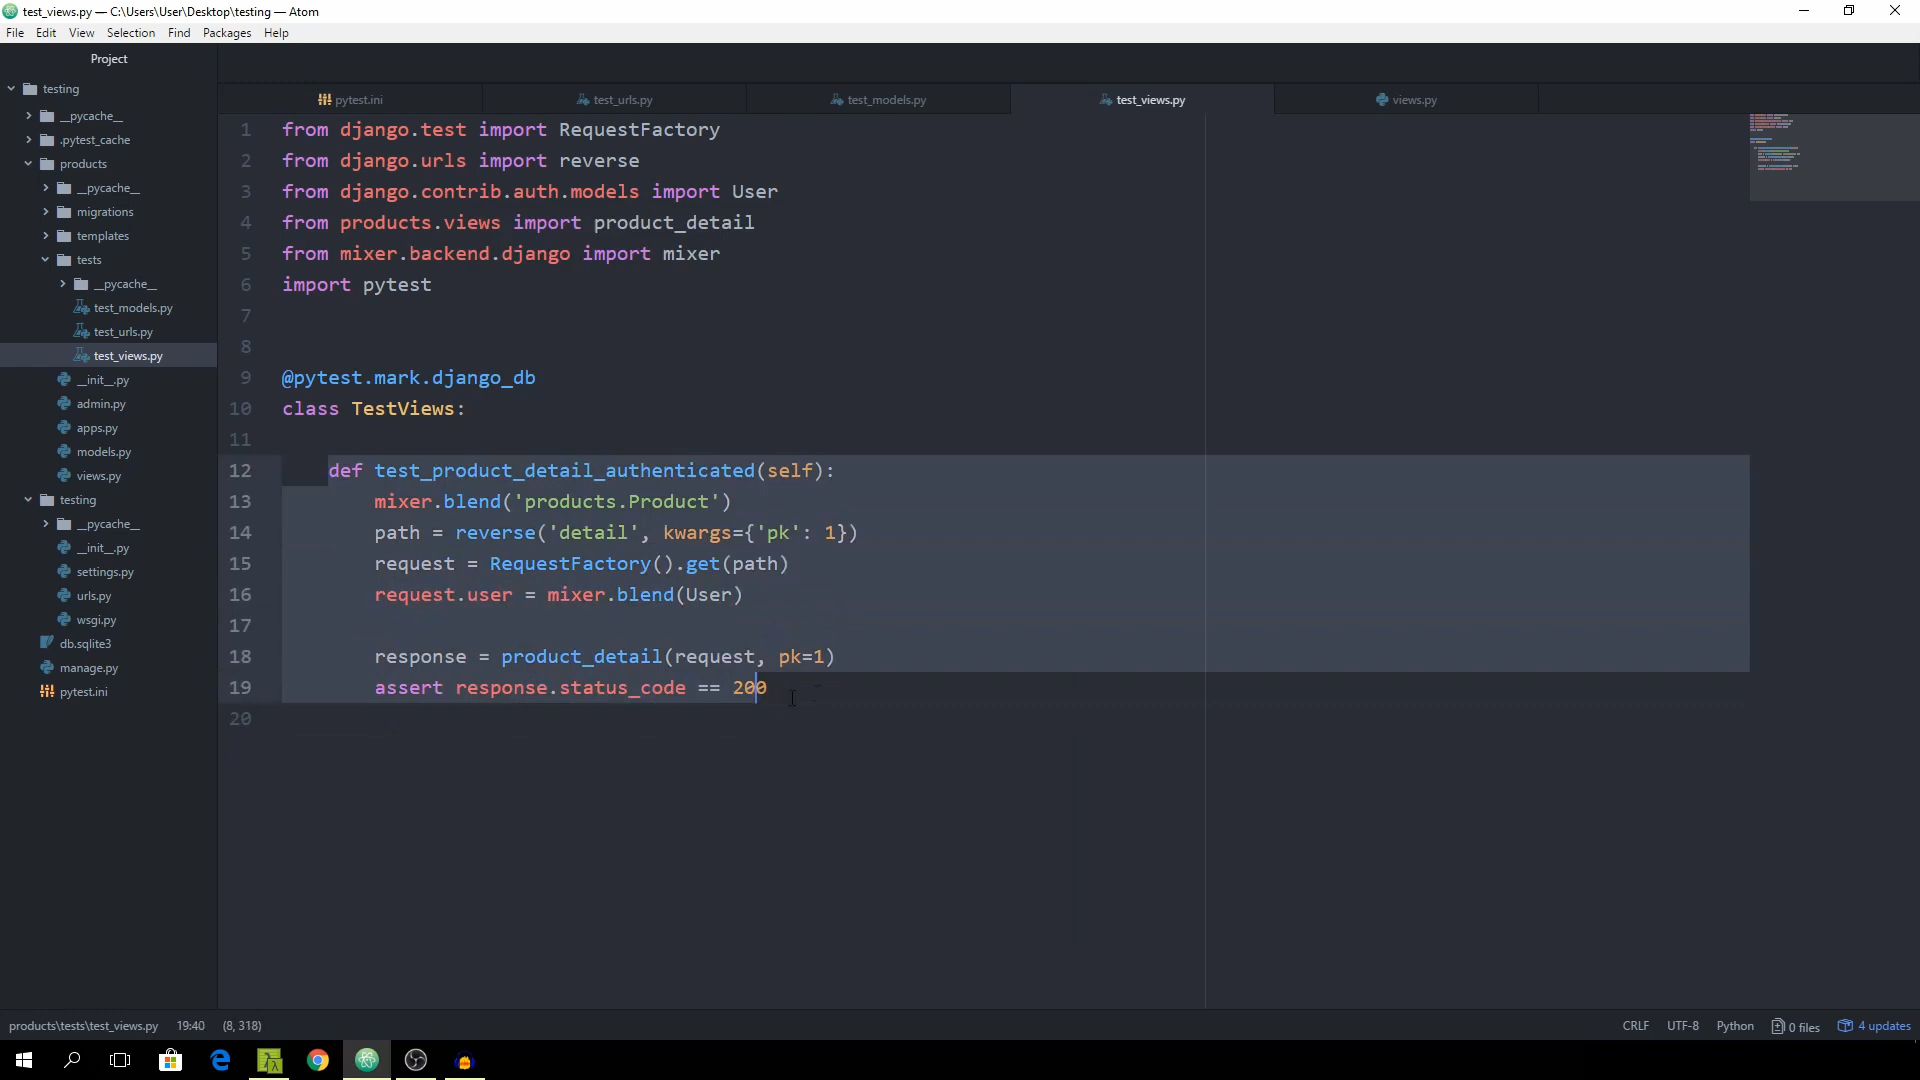 test_views.py — C:\Users\User\Desktop\testing — Atom
File Edit View Selection Find Packages Help
Project
testing
__pycache__
.pytest_cache
products
__pycache__
migrations
templates
tests
__pycache__
test_models.py
test_urls.py
test_views.py
__init__.py
admin.py
apps.py
models.py
views.py
testing
__pycache__
__init__.py
settings.py
urls.py
wsgi.py
db.sqlite3
manage.py
pytest.ini
pytest.ini test_urls.py test_models.py test_views.py views.py
1 from django.test import RequestFactory
2 from django.urls import reverse
3 from django.contrib.auth.models import User
4 from products.views import product_detail
5 from mixer.backend.django import mixer
6 import pytest
7
8
9 @pytest.mark.django_db
10 class TestViews:
11
12 def test_product_detail_authenticated(self):
13 mixer.blend('products.Product')
14 path = reverse('detail', kwargs={'pk': 1})
15 request = RequestFactory().get(path)
16 request.user = mixer.blend(User)
17
18 response = product_detail(request, pk=1)
19 assert response.status_code == 200
20
products\tests\test_views.py 19:40 (8, 318) CRLF UTF-8 Python 0 files 4 updates